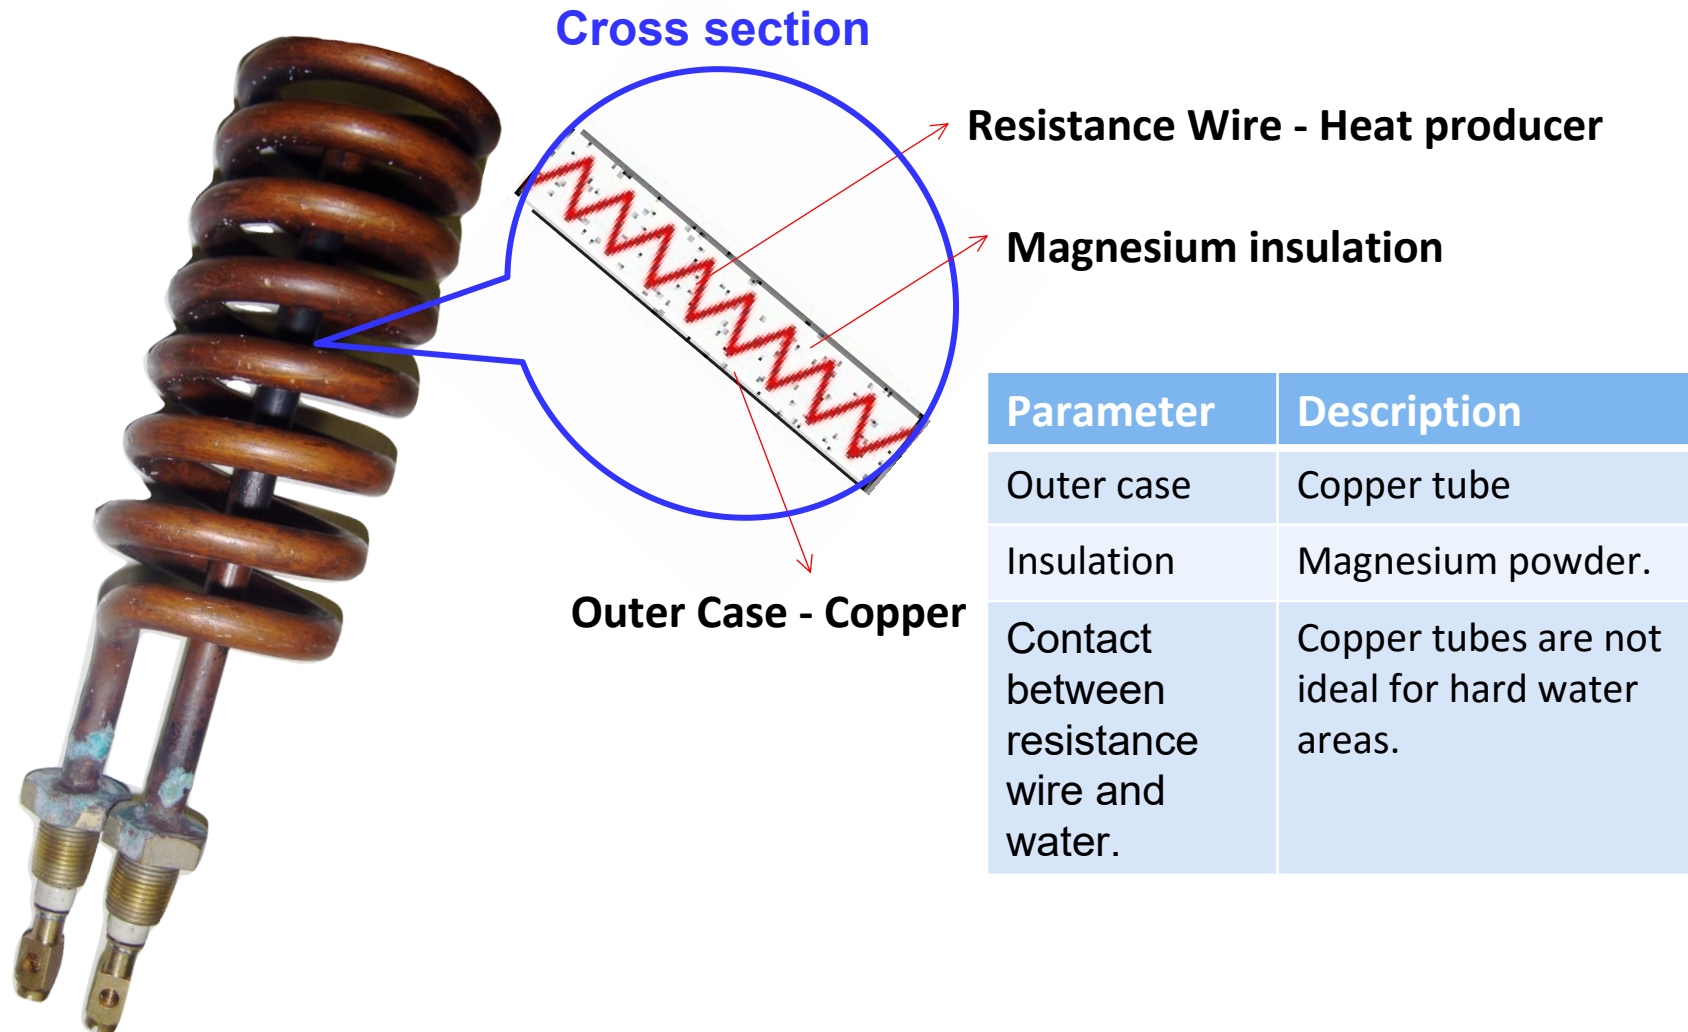 Cross section
Resistance Wire - Heat producer
Magnesium insulation
Outer Case - Copper
Parameter
Description
Outer case
Copper tube
Insulation
Magnesium powder.
Contact
between
resistance
wire and
water.
Copper tubes are not
ideal for hard water
areas.